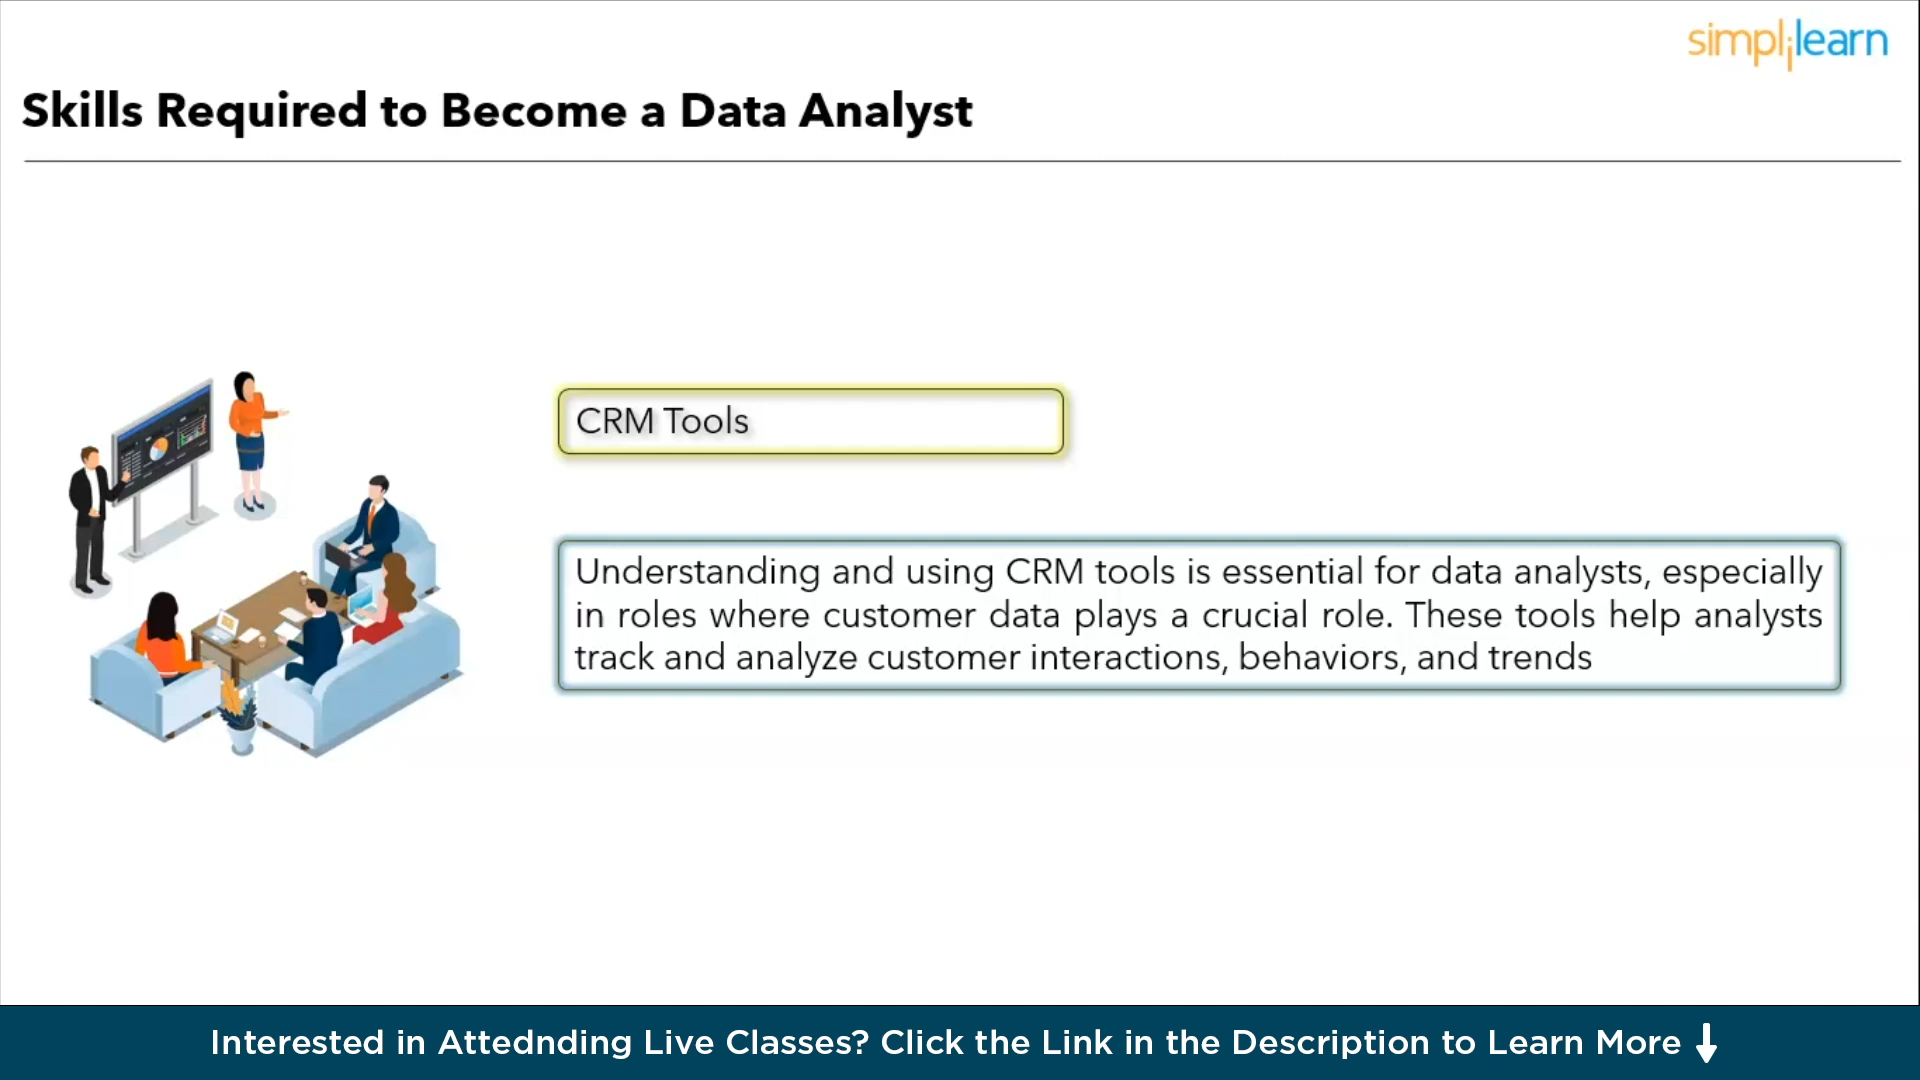 simplilearn
Skills Required to Become a Data Analyst
CRM Tools
Understanding and using CRM tools is essential for data analysts, especially
in roles where customer data plays a crucial role. These tools help analysts
track and analyze customer interactions, behaviors, and trends
Interested in Attednding Live Classes? Click the Link in the Description to Learn More